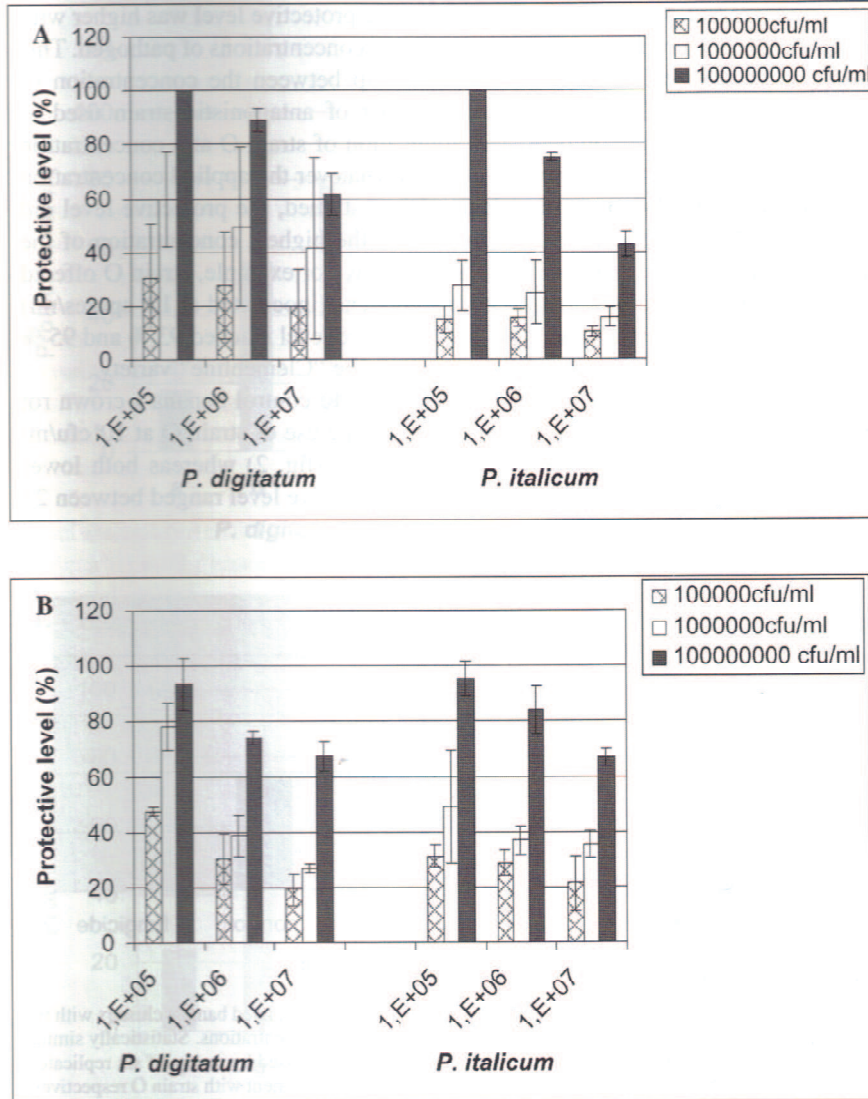 A
100000cfu/ml
1000000cfu/ml
100000000 cfu/ml
Protective level (%)
120
100
80
60
40
20
0
1,E+05
1,E+06
1,E+07
1,E+05
1,E+06
1,E+07
P. digitatum
P. italicum
B
100000cfu/ml
1000000cfu/ml
100000000 cfu/ml
Protective level (%)
120
100
80
60
40
20
0
1,E+05
1,E+06
1,E+07
1,E+05
1,E+06
1,E+07
P. digitatum
P. italicum